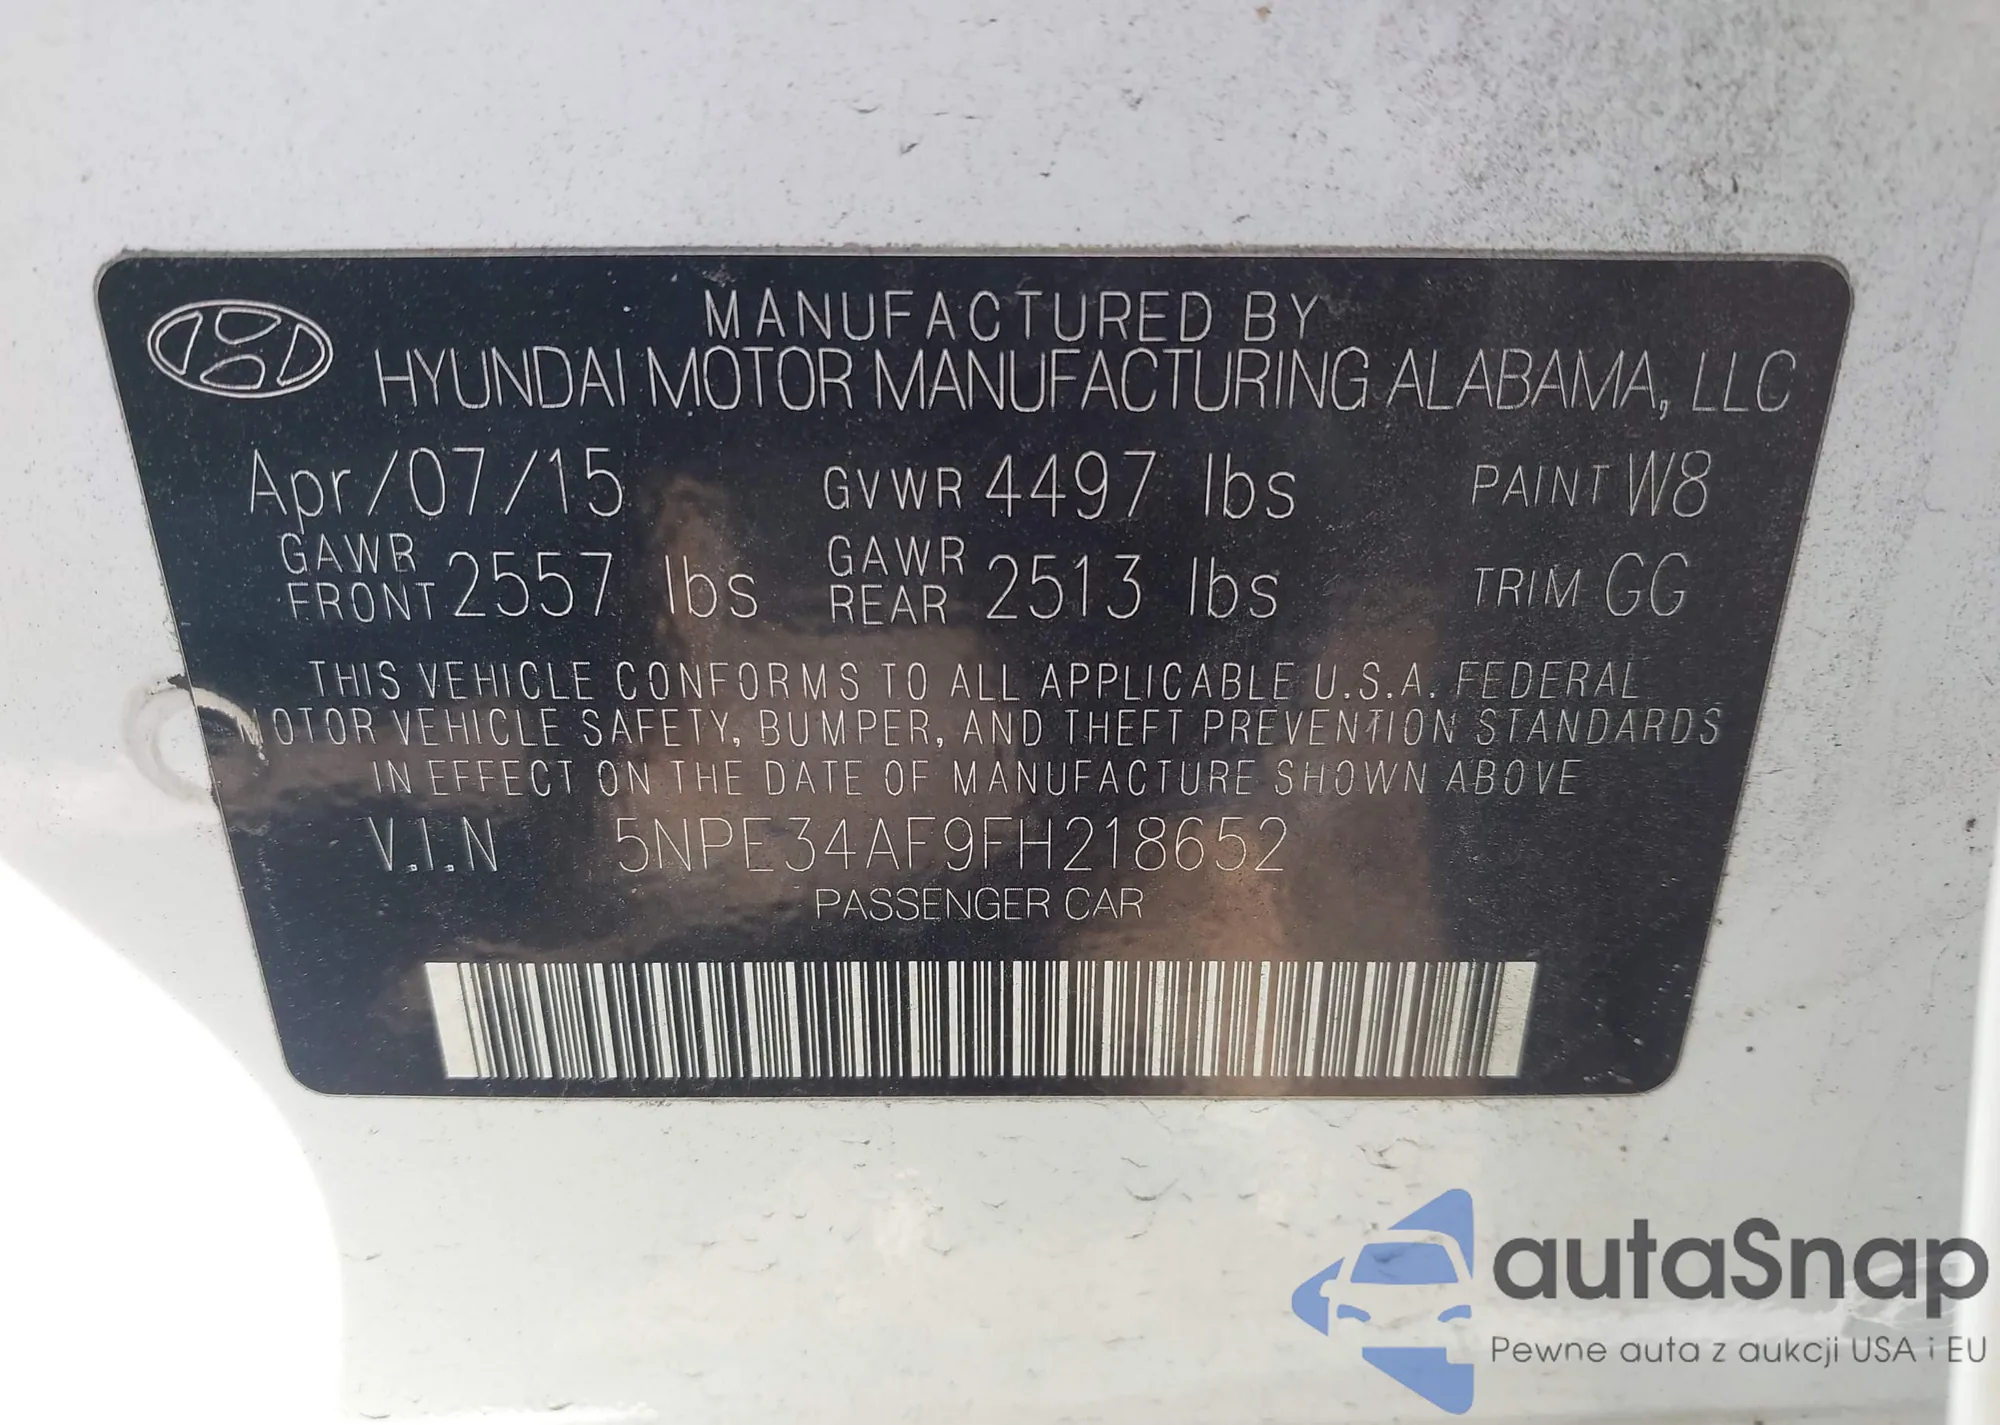 MANUFACTURED BY
HYUNDAI MOTOR MANUFACTURING ALABAMA, LLC
Apr/07/15 GVWR 4497 lbs PAINT W8
GAWR FRONT 2557 lbs GAWR REAR 2513 lbs TRIM GG
THIS VEHICLE CONFORMS TO ALL APPLICABLE U.S.A. FEDERAL
MOTOR VEHICLE SAFETY, BUMPER, AND THEFT PREVENTION STANDARDS
IN EFFECT ON THE DATE OF MANUFACTURE SHOWN ABOVE
V.I.N 5NPE34AF9FH218652
PASSENGER CAR
autaSnap
Pewne auta z aukcji USA i EU